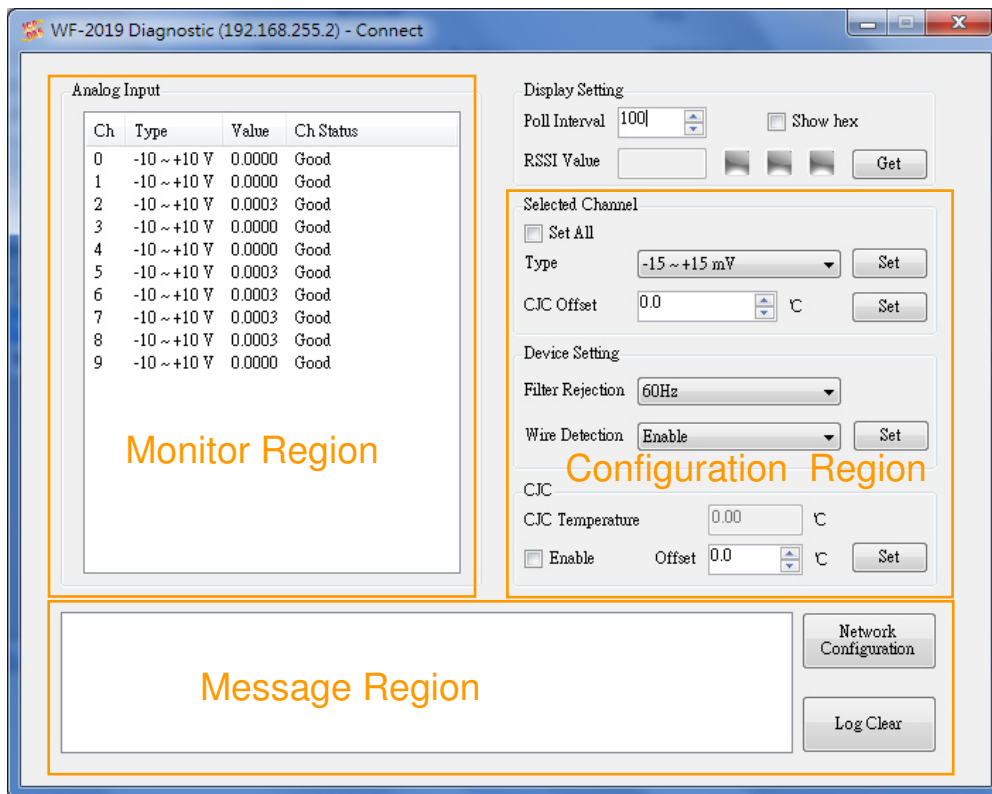 WF-2019 Diagnostic (192.168.255.2) - Connect
Analog Input
Ch Type Value Ch Status
0 -10 ~ +10 V 0.0000 Good
1 -10 ~ +10 V 0.0000 Good
2 -10 ~ +10 V 0.0003 Good
3 -10 ~ +10 V 0.0000 Good
4 -10 ~ +10 V 0.0000 Good
5 -10 ~ +10 V 0.0003 Good
6 -10 ~ +10 V 0.0003 Good
7 -10 ~ +10 V 0.0003 Good
8 -10 ~ +10 V 0.0003 Good
9 -10 ~ +10 V 0.0000 Good
Monitor Region
Display Setting
Poll Interval 100 Show hex
RSSI Value Get
Selected Channel
Set All
Type -15 ~ +15 mV Set
CJC Offset 0.0 ℃ Set
Device Setting
Filter Rejection 60Hz
Wire Detection Enable Set
Configuration Region
CJC
CJC Temperature 0.00 ℃
Enable Offset 0.0 ℃ Set
Message Region
Network
Configuration
Log Clear